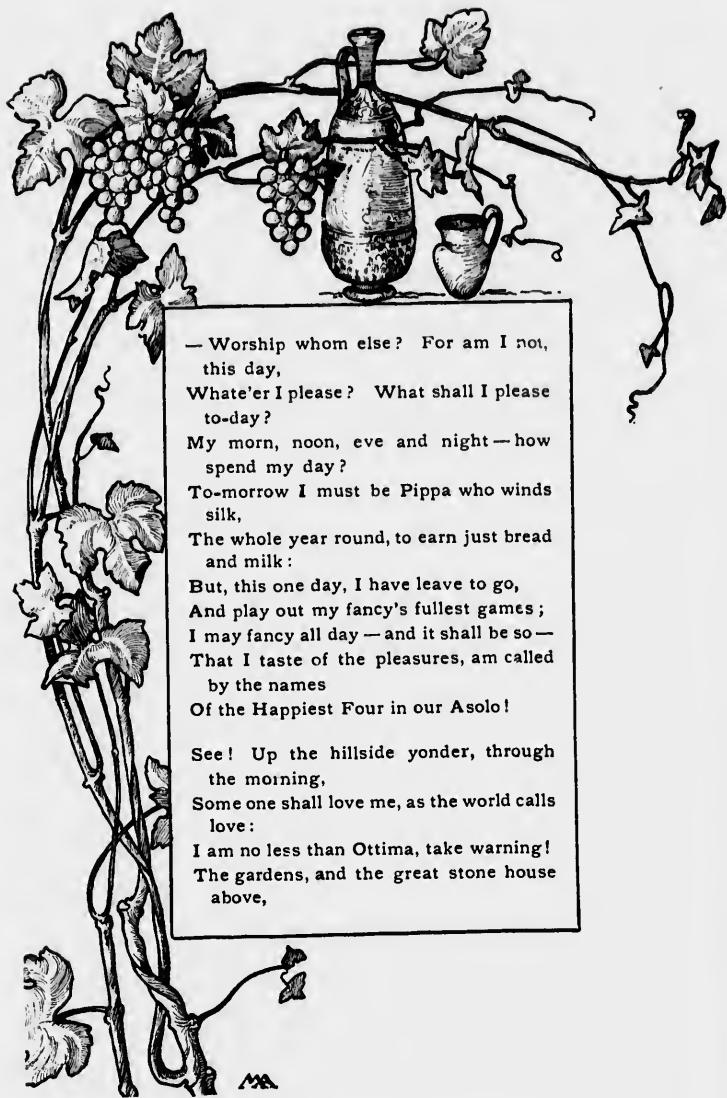 — Worship whom else? For am I not,
this day,
Whate'er I please? What shall I please
to-day?
My morn, noon, eve and night — how
spend my day?
To-morrow I must be Pippa who winds
silk,
The whole year round, to earn just bread
and milk:
But, this one day, I have leave to go,
And play out my fancy's fullest games;
I may fancy all day — and it shall be so —
That I taste of the pleasures, am called
by the names
Of the Happiest Four in our Asolo!

See! Up the hillside yonder, through
the morning,
Some one shall love me, as the world calls
love:
I am no less than Ottima, take warning!
The gardens, and the great stone house
above,